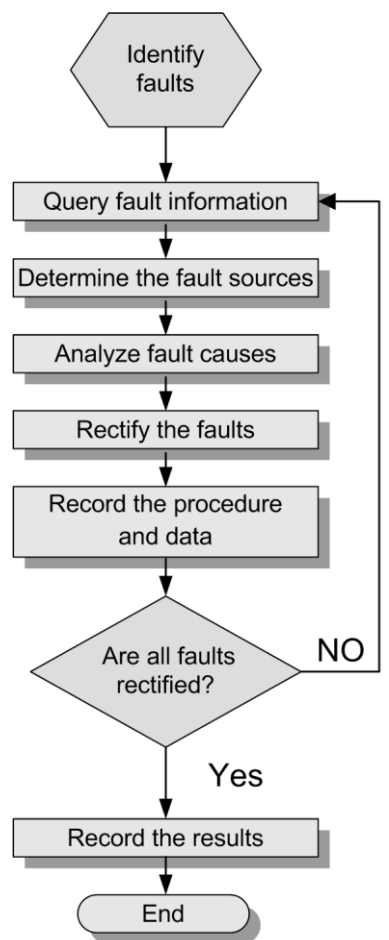 Identify
faults
Query fault information
Determine the fault sources
Analyze fault causes
Rectify the faults
Record the procedure
and data
Are all faults
rectified?
NO
Yes
Record the results
End